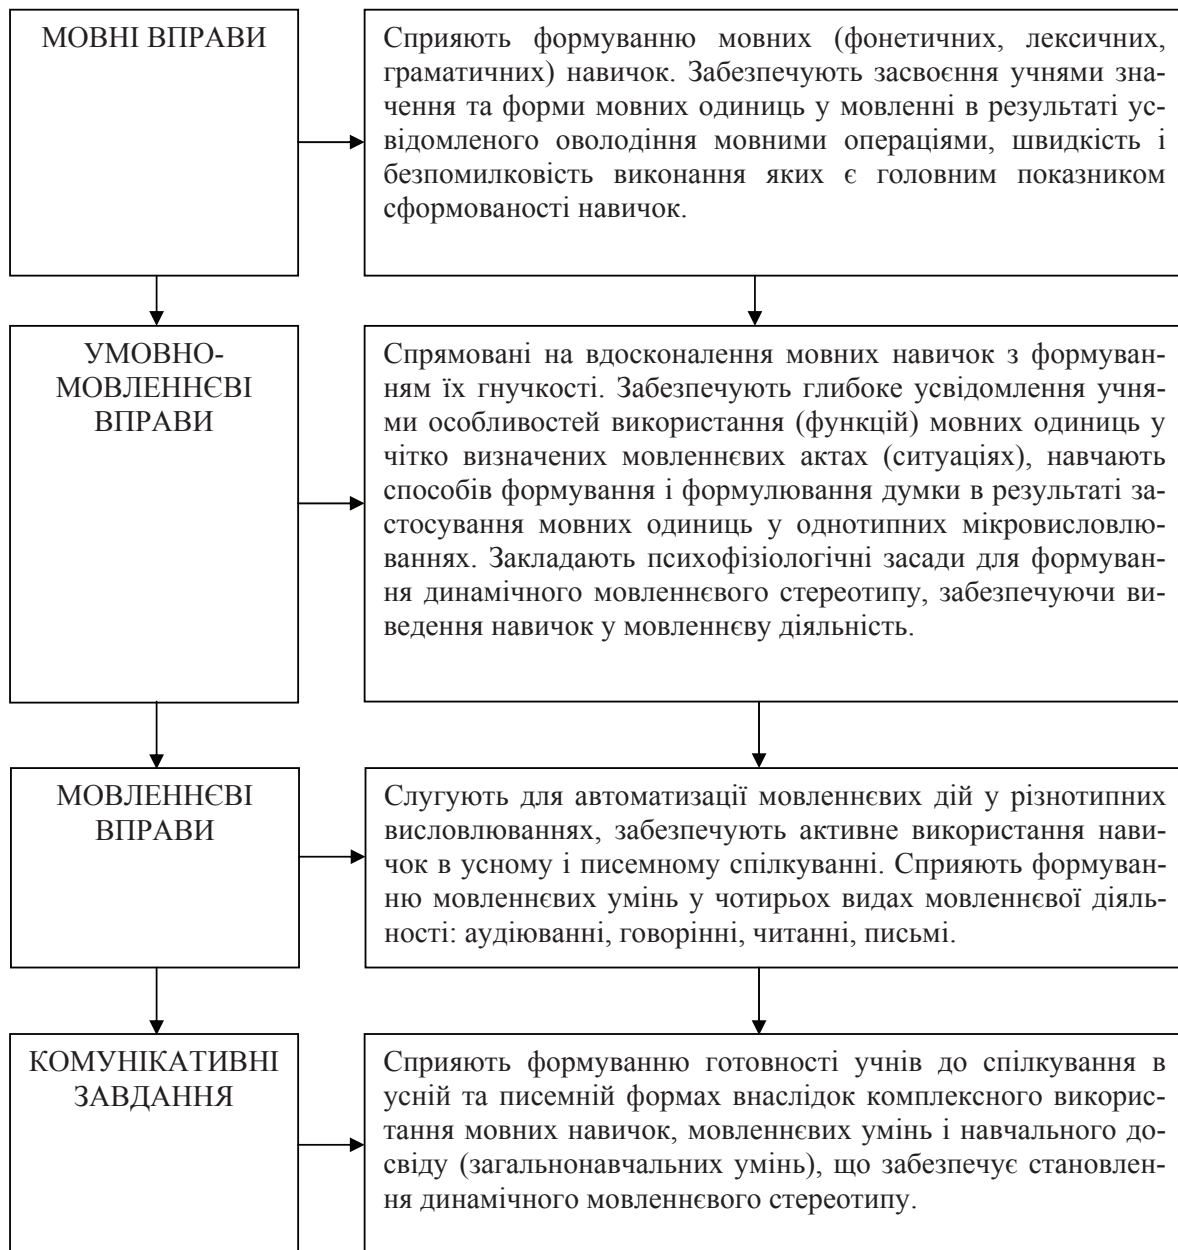 МОВНІ ВПРАВИ
Сприяють формуванню мовних (фонетичних, лексичних,
граматичних) навичок. Забезпечують засвоєння учнями зна-
чення та форми мовних одиниць у мовленні в результаті ус-
відомленого оволодіння мовними операціями, швидкість і
безпомилковість виконання яких є головним показником
сформованості навичок.
УМОВНО-
МОВЛЕННЄВІ
ВПРАВИ
Спрямовані на вдосконалення мовних навичок з формуван-
ням їх гнучкості. Забезпечують глибоке усвідомлення учня-
ми особливостей використання (функцій) мовних одиниць у
чітко визначених мовленнєвих актах (ситуаціях), навчають
способів формування і формулювання думки в результаті за-
стосування мовних одиниць у однотипних мікровисловлю-
ваннях. Закладають психофізіологічні засади для формуван-
ня динамічного мовленнєвого стереотипу, забезпечуючи ви-
ведення навичок у мовленнєву діяльність.
МОВЛЕННЄВІ
ВПРАВИ
Слугують для автоматизації мовленнєвих дій у різнотипних
висловлюваннях, забезпечують активне використання нави-
чок в усному і писемному спілкуванні. Сприяють формуван-
ню мовленнєвих умінь у чотирьох видах мовленнєвої діяль-
ності: аудіюванні, говорінні, читанні, письмі.
КОМУНІКАТИВНІ
ЗАВДАННЯ
Сприяють формуванню готовності учнів до спілкування в
усній та писемній формах внаслідок комплексного викорис-
тання мовних навичок, мовленнєвих умінь і навчального до-
свіду (загальнонавчальних умінь), що забезпечує становлен-
ня динамічного мовленнєвого стереотипу.